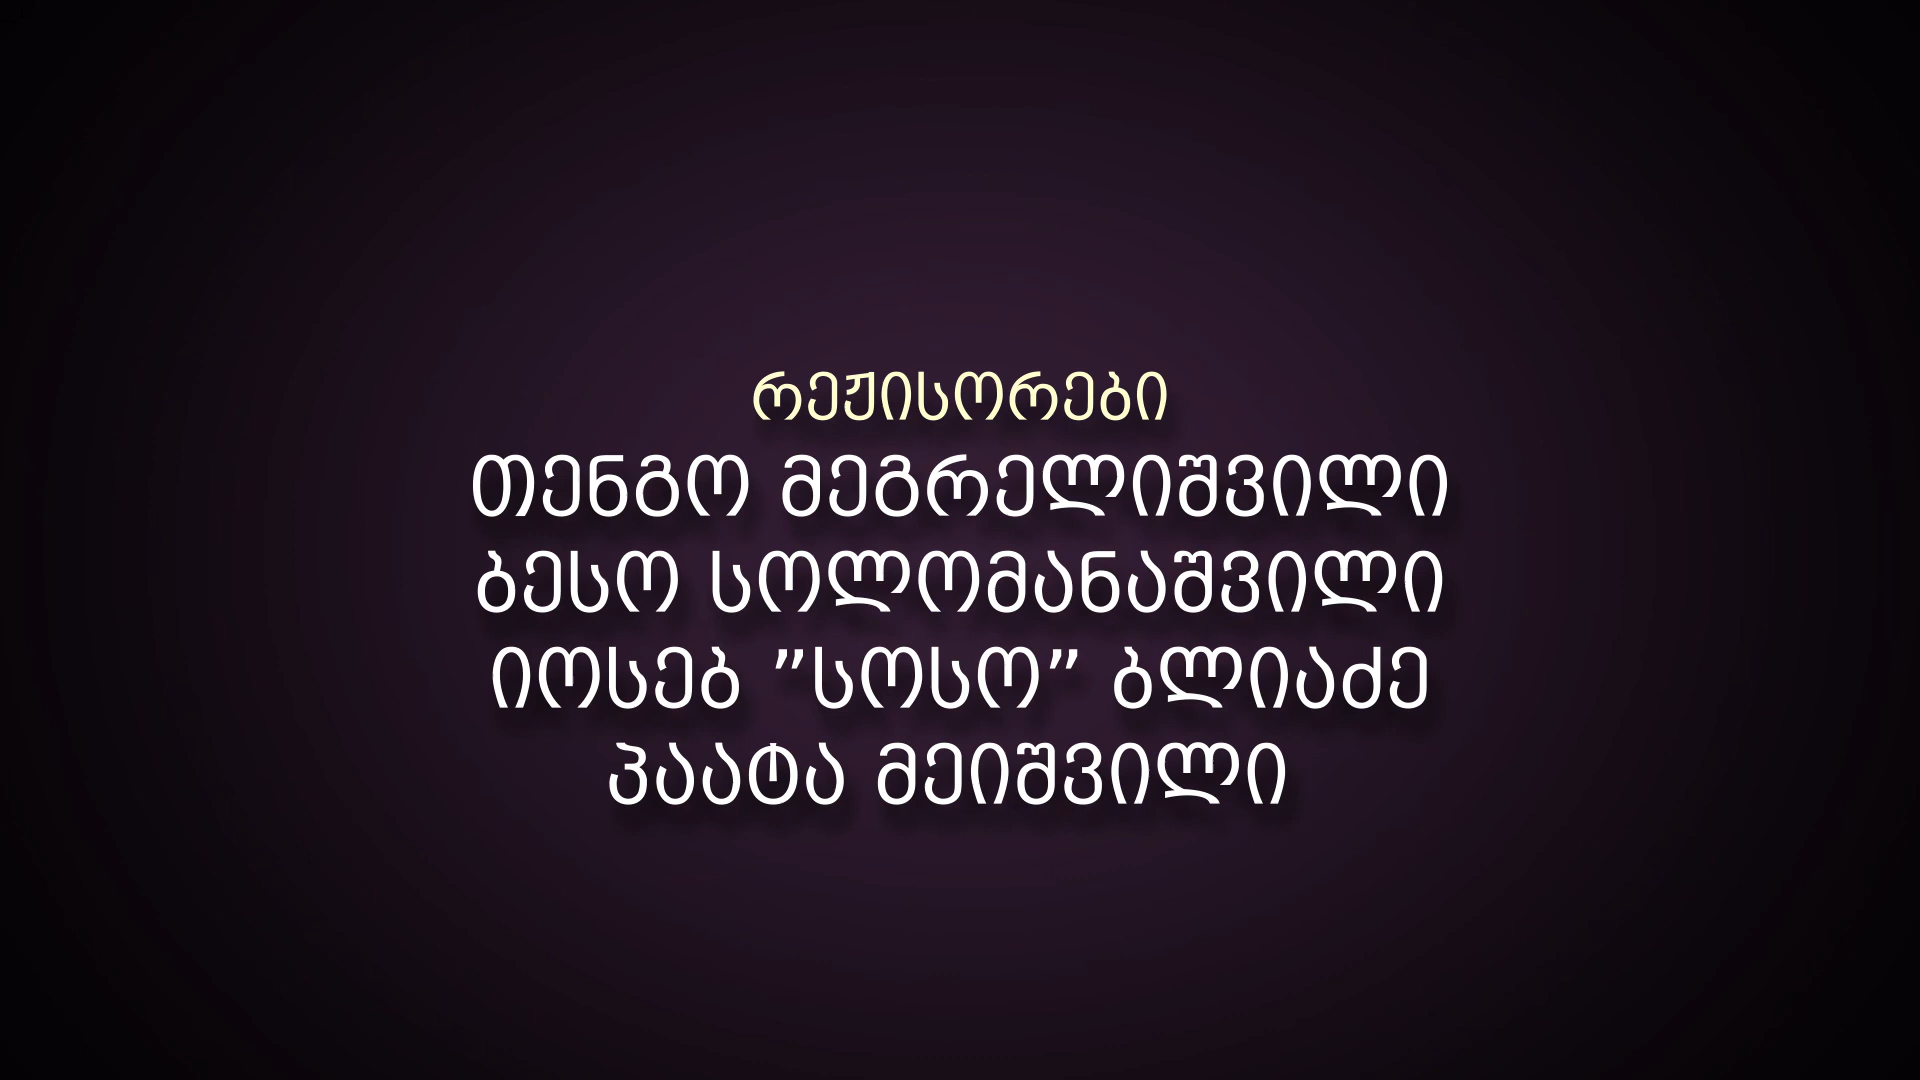 რეჟისორები
თენგო მეგრელიშვილი
ბესო სოლომანაშვილი
იოსებ "სოსო" ბლიაძე
პაატა მეიშვილი